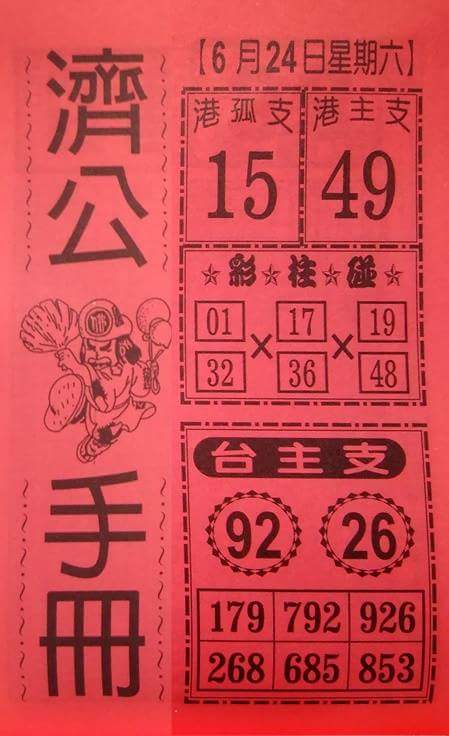 濟公手冊
【6月24日星期六】
港孤支 港主支
15 49
☆彩☆柱☆碰☆
01 17 19
× ×
32 36 48
台主支
92 26
179 792 926
268 685 853